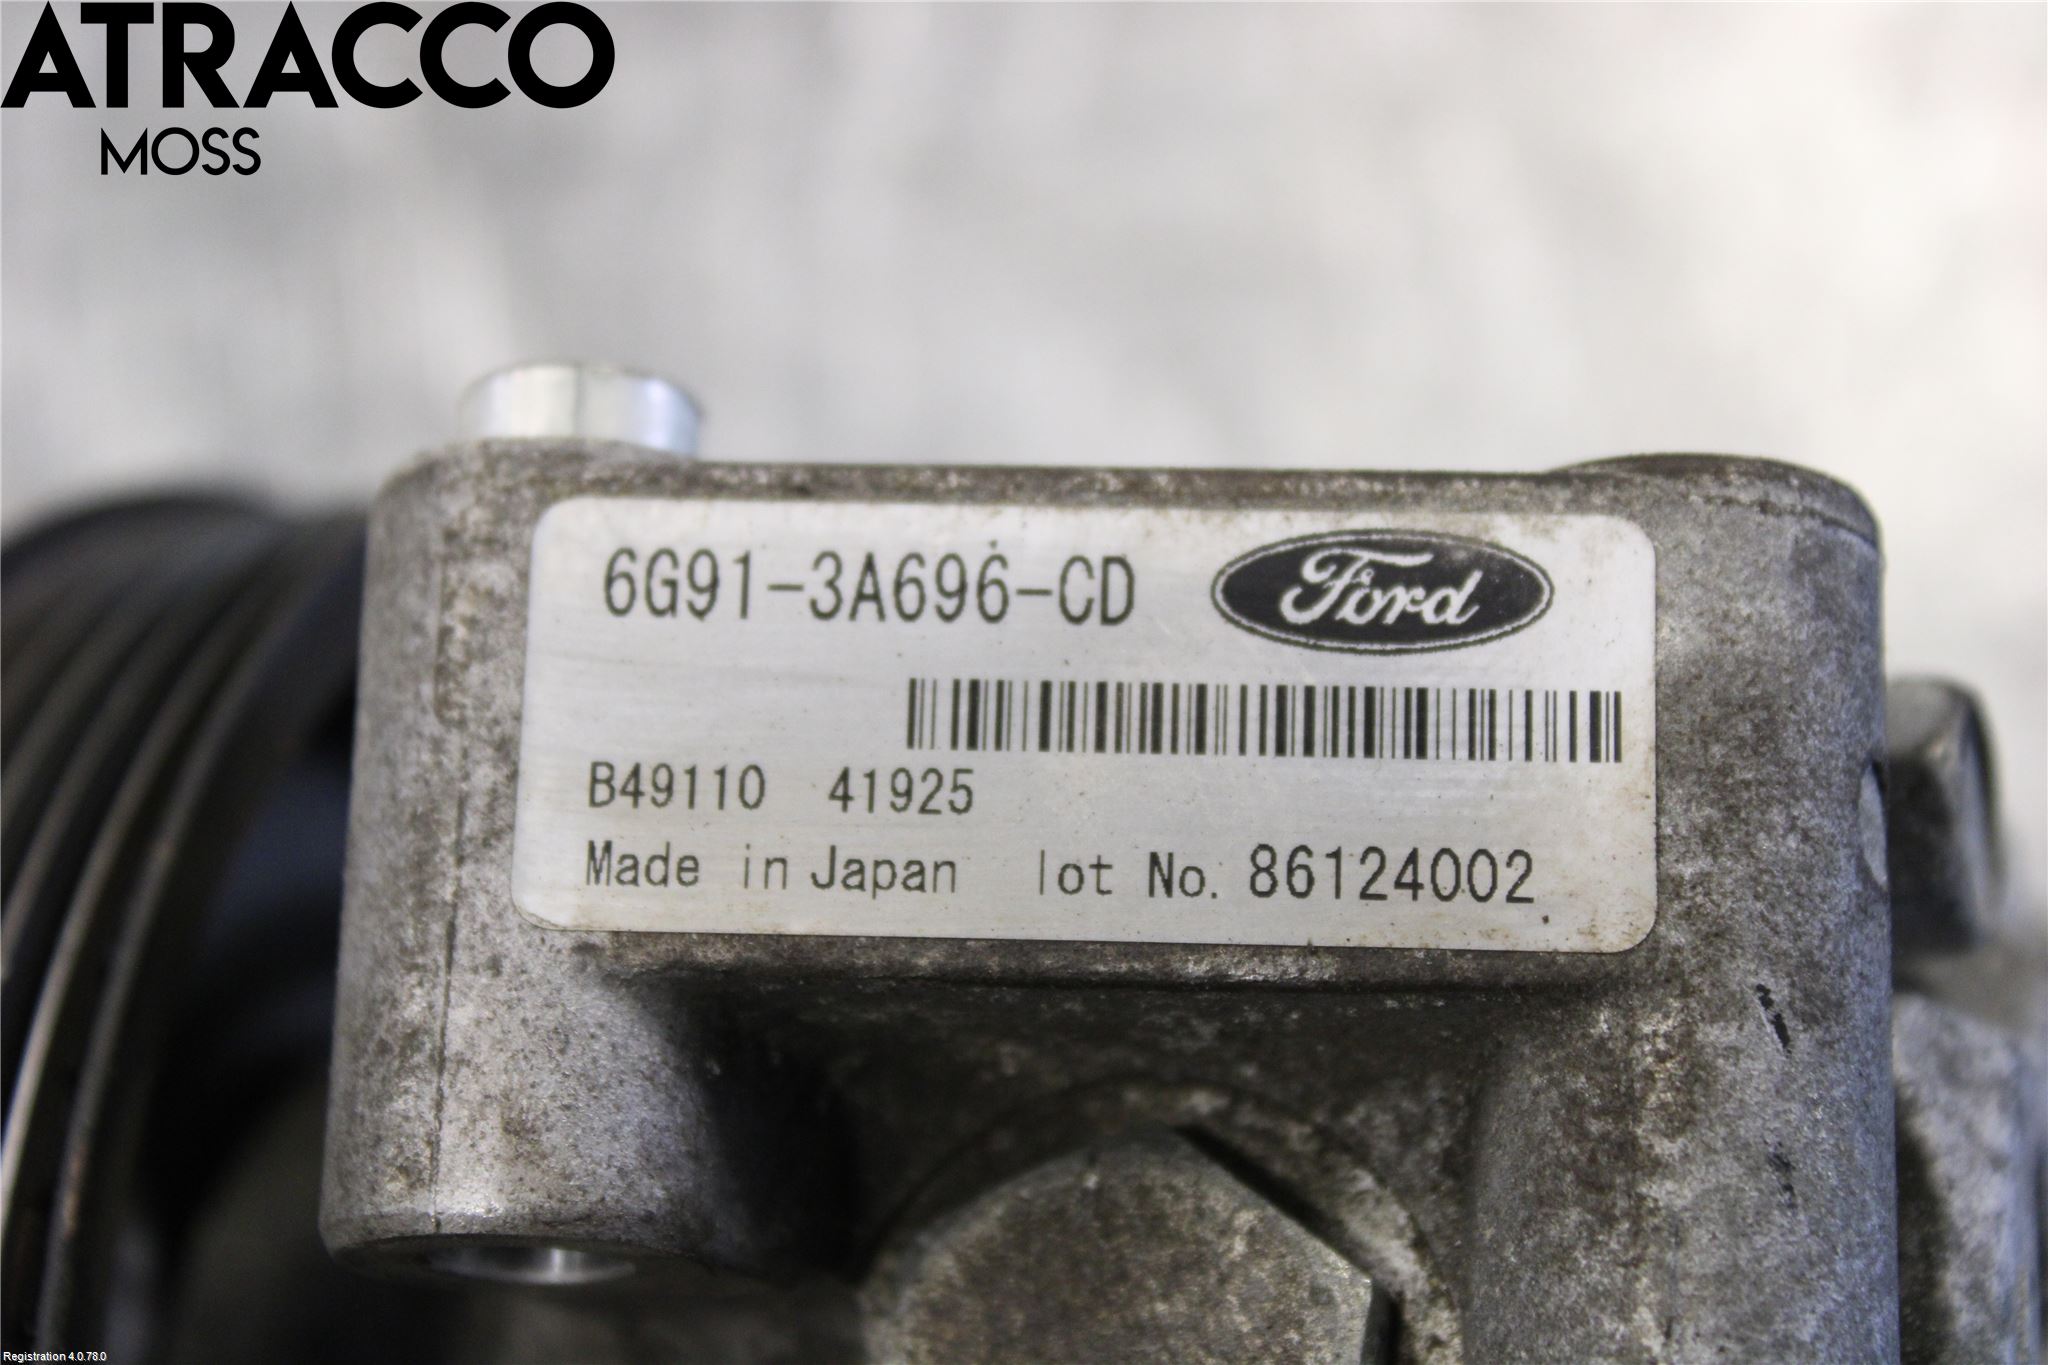 ATRACCO
MOSS
6G91-3A696-CD Ford
B49110 41925
Made in Japan lot No. 86124002
Registration 4.0.78.0